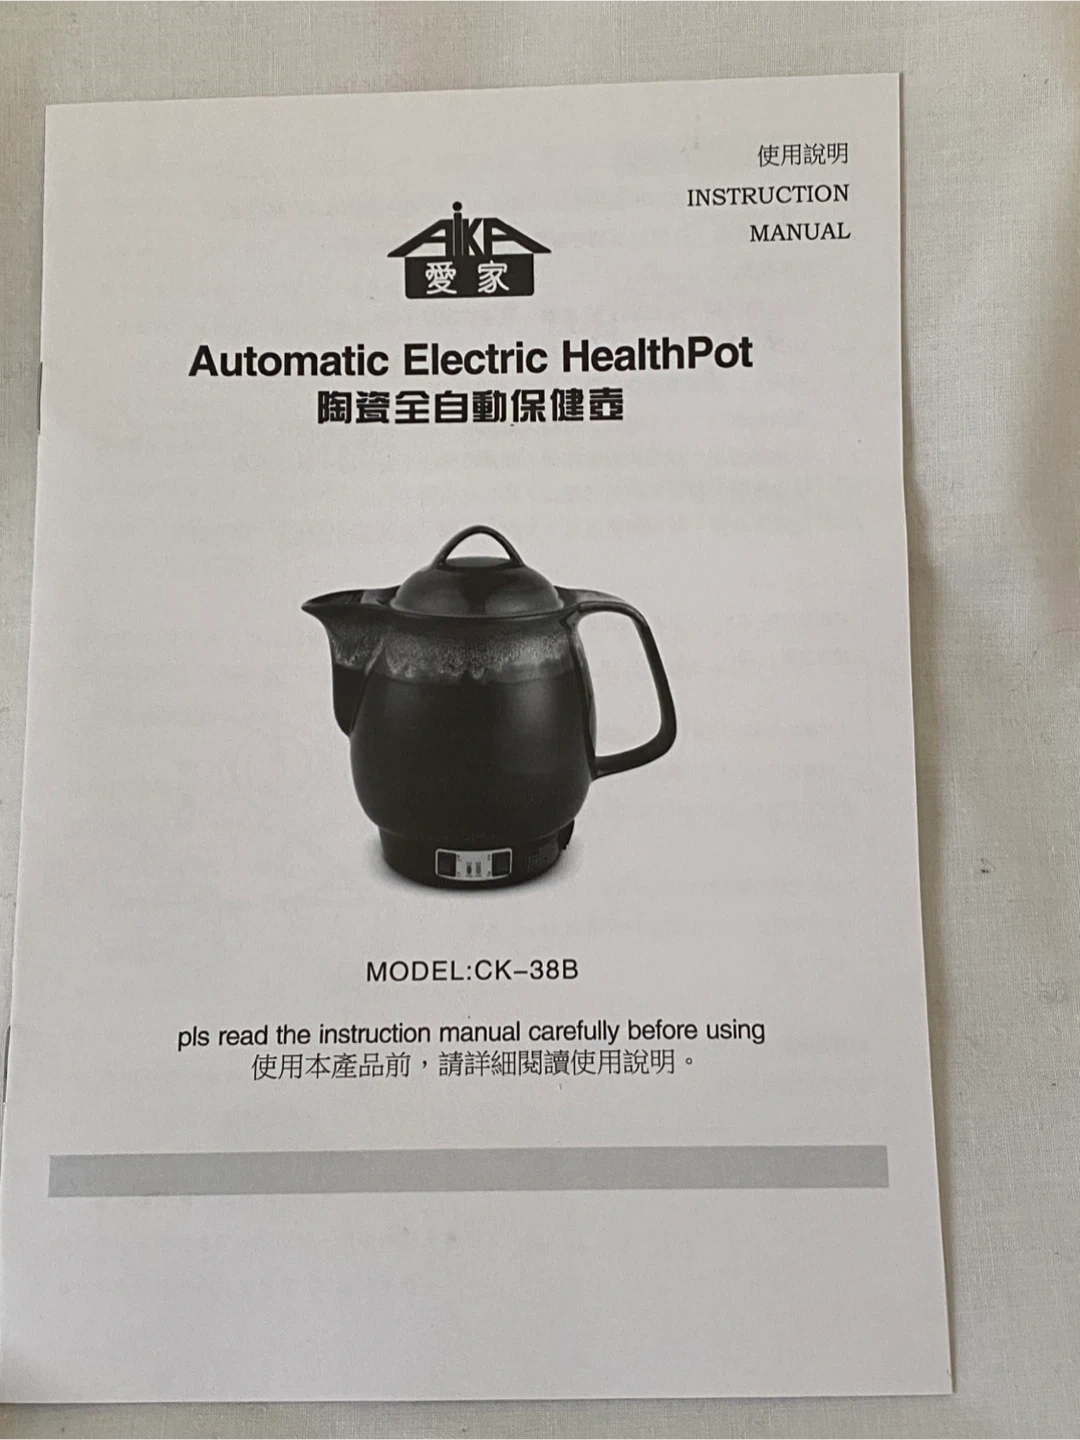 使用說明
INSTRUCTION
MANUAL
AiKA
愛家
Automatic Electric HealthPot
陶瓷全自動保健壺
MODEL:CK-38B
pls read the instruction manual carefully before using
使用本產品前，請詳細閱讀使用說明。